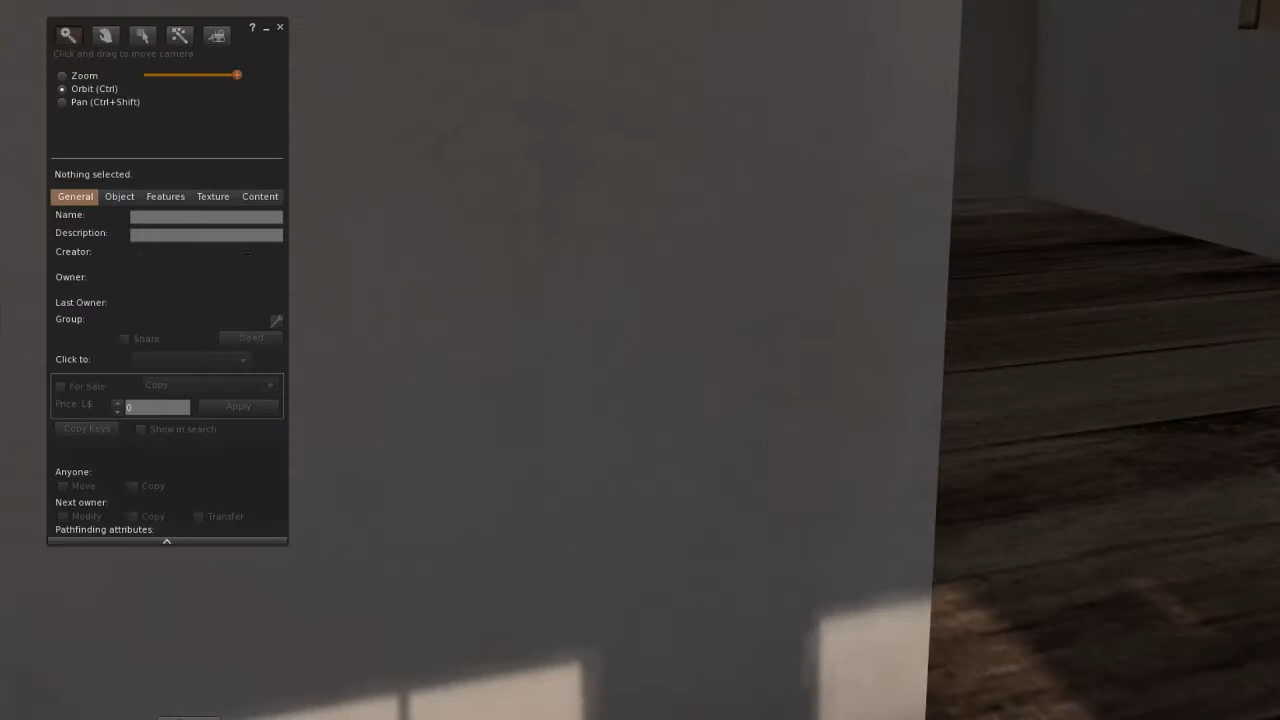 ? _ ×
Click and drag to move camera
Zoom
Orbit (Ctrl)
Pan (Ctrl+Shift)
Nothing selected.
General Object Features Texture Content
Name:
Description:
Creator:
Owner:
Last Owner:
Group:
Share Deed
Click to:
For Sale Copy
Price: L$ 0 Apply
Copy Keys Show in search
Anyone:
Move Copy
Next owner:
Modify Copy Transfer
Pathfinding attributes: